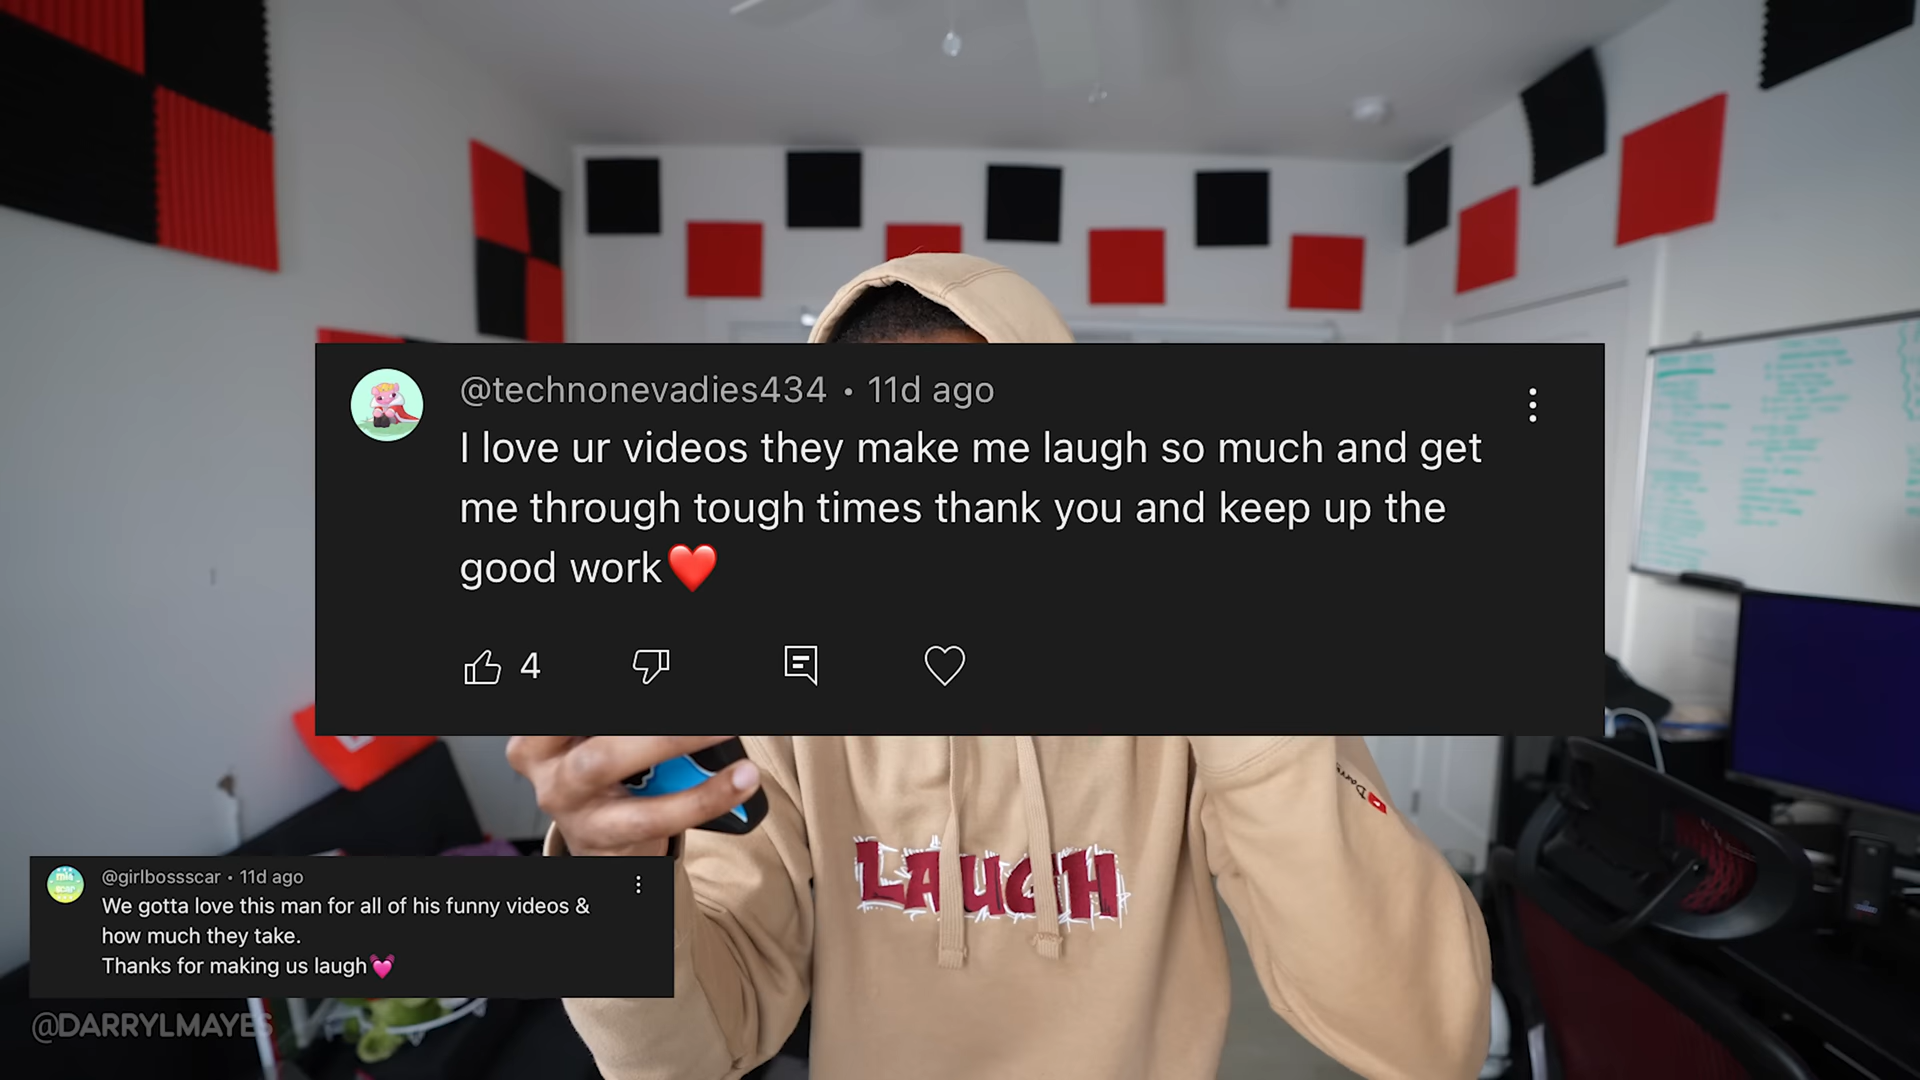 @technonevadies434 • 11d ago
I love ur videos they make me laugh so much and get
me through tough times thank you and keep up the
good work❤️
4
LAUGH
@girlbossscar • 11d ago
We gotta love this man for all of his funny videos &
how much they take.
Thanks for making us laugh💓
@DARRYLMAYES